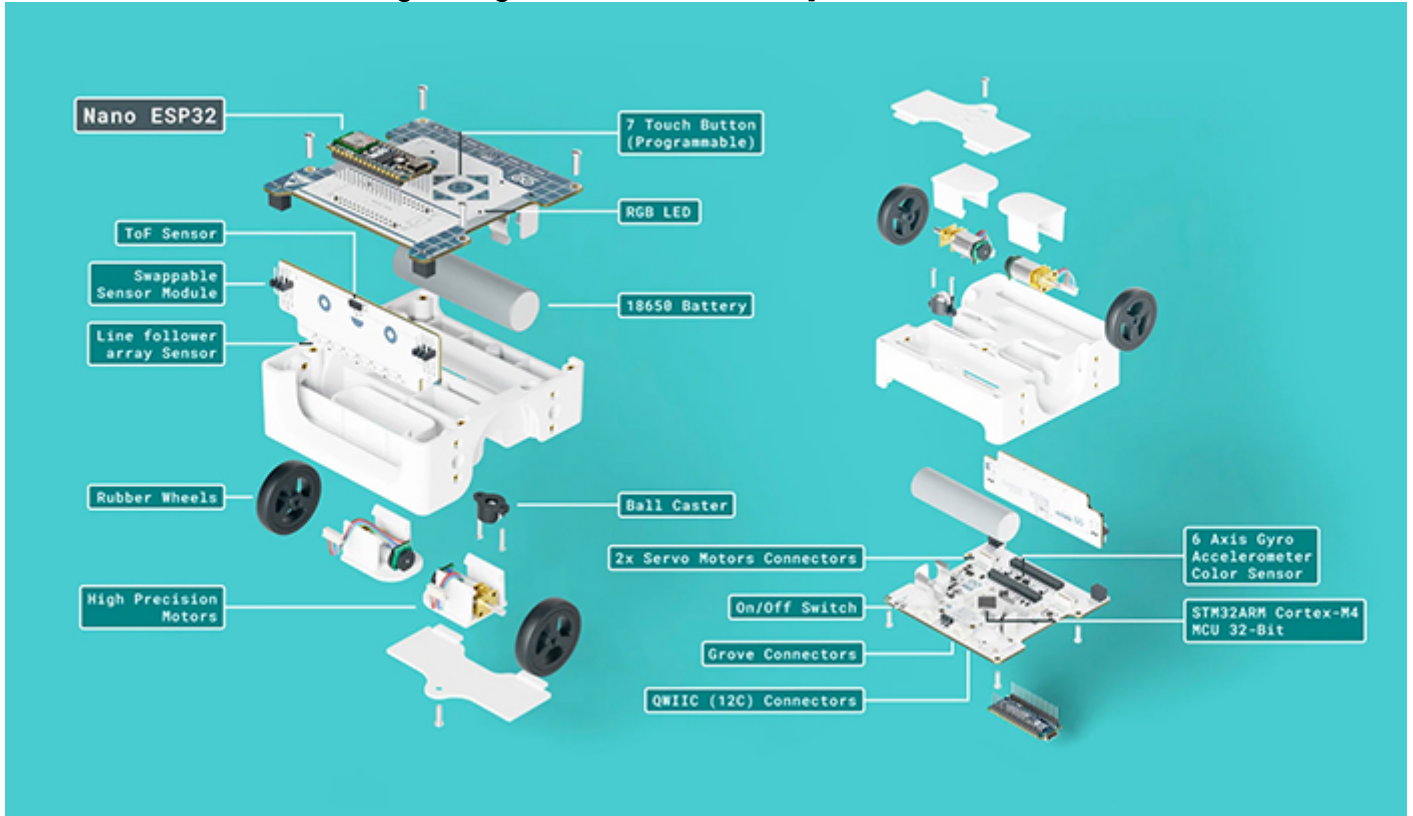 Nano ESP32
7 Touch Button
(Programmable)
RGB LED
ToF Sensor
Swappable
Sensor Module
18650 Battery
Line follower
array Sensor
Rubber Wheels
Ball Caster
High Precision
Motors
2x Servo Motors Connectors
6 Axis Gyro
Accelerometer
Color Sensor
On/Off Switch
STM32ARM Cortex-M4
MCU 32-Bit
Grove Connectors
QWIIC (12C) Connectors